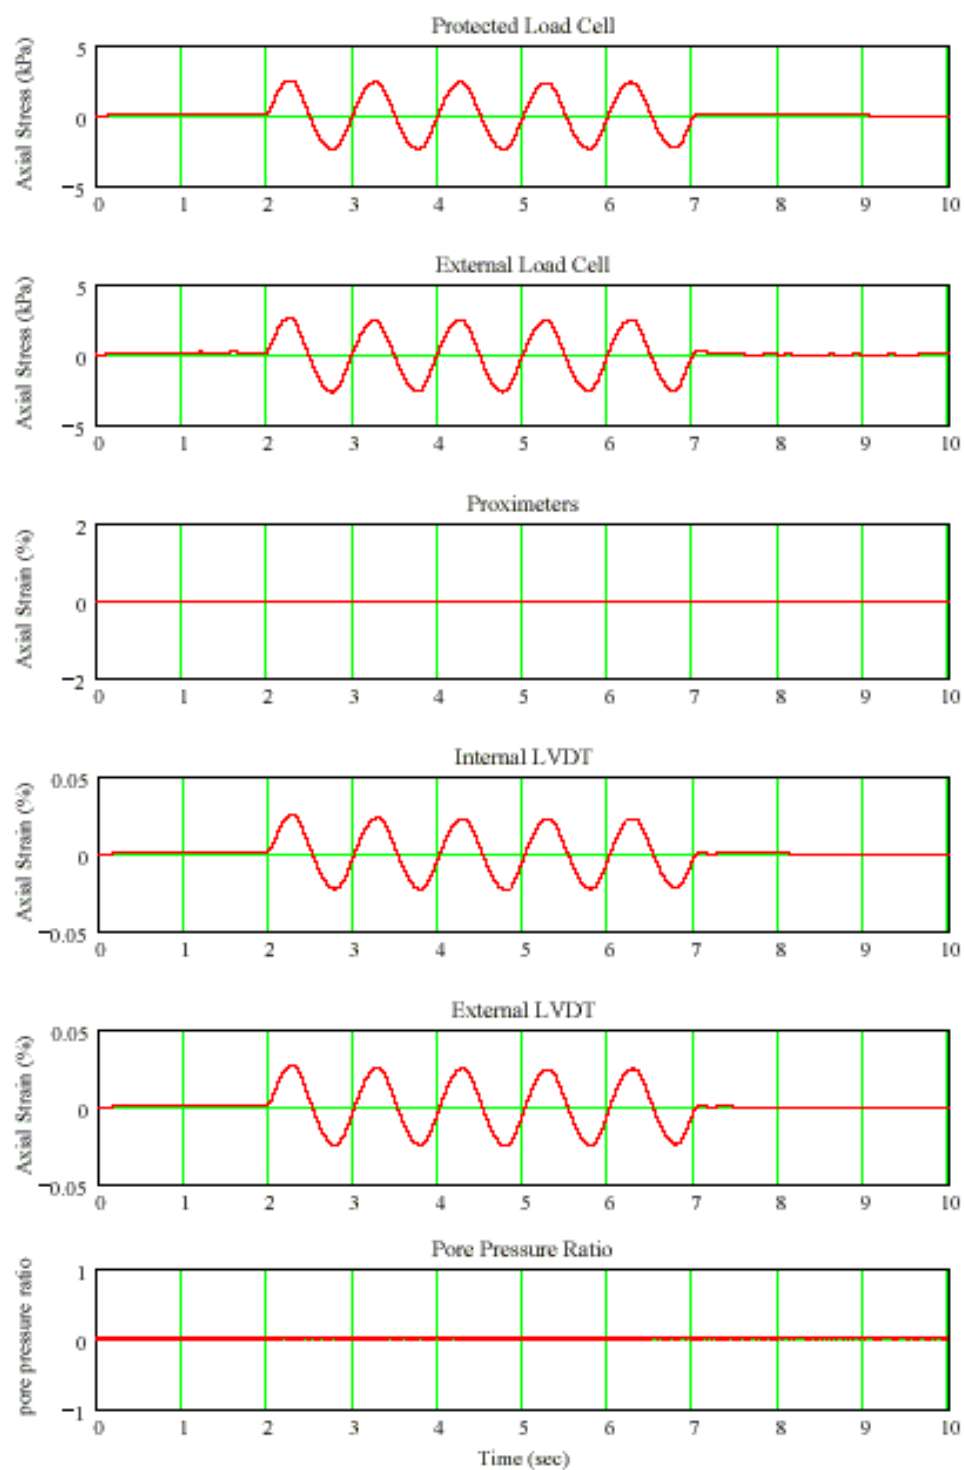 Protected Load Cell
Axial Stress (kPa)
5
0
−5
0 1 2 3 4 5 6 7 8 9 10
External Load Cell
Axial Stress (kPa)
5
0
−5
0 1 2 3 4 5 6 7 8 9 10
Proximeters
Axial Strain (%)
2
0
−2
0 1 2 3 4 5 6 7 8 9 10
Internal LVDT
Axial Strain (%)
0.05
0
−0.05
0 1 2 3 4 5 6 7 8 9 10
External LVDT
Axial Strain (%)
0.05
0
−0.05
0 1 2 3 4 5 6 7 8 9 10
Pore Pressure Ratio
pore pressure ratio
1
0
−1
0 1 2 3 4 5 6 7 8 9 10
Time (sec)